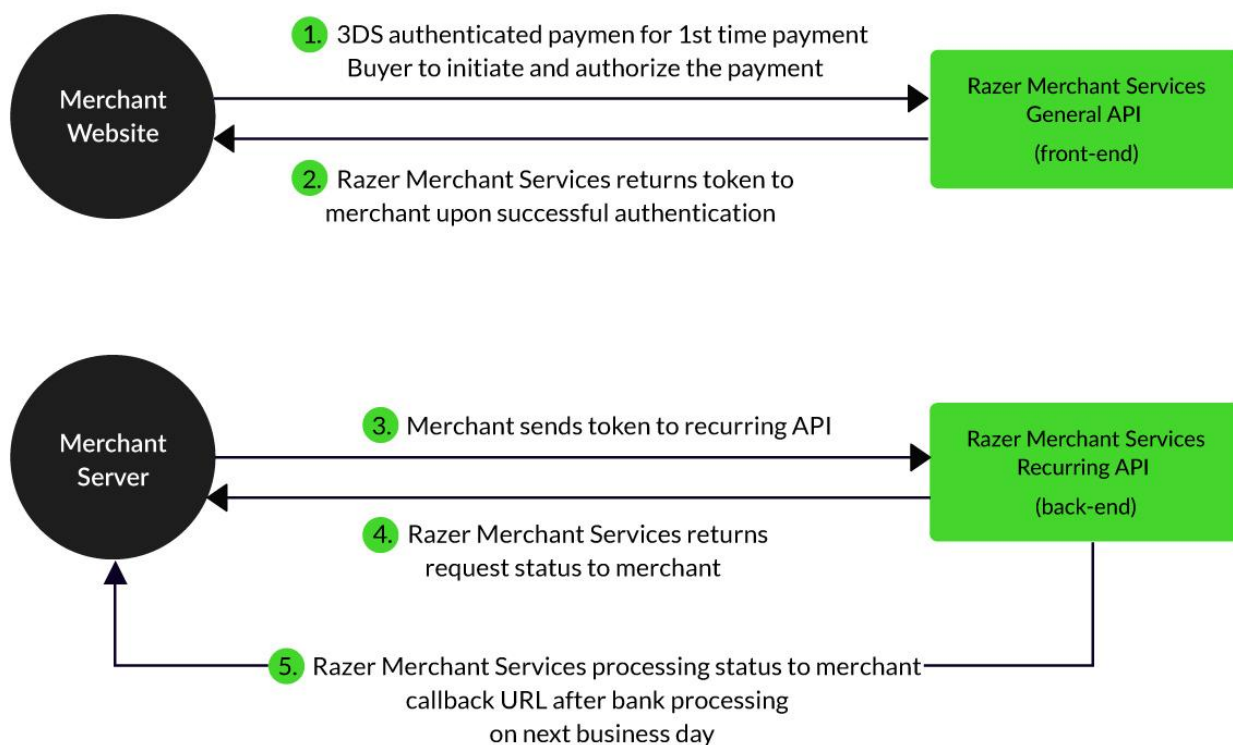 1. 3DS authenticated paymen for 1st time payment
Buyer to initiate and authorize the payment
Merchant
Website
Razer Merchant Services
General API
(front-end)
2. Razer Merchant Services returns token to
merchant upon successful authentication
3. Merchant sends token to recurring API
Merchant
Server
Razer Merchant Services
Recurring API
(back-end)
4. Razer Merchant Services returns
request status to merchant
5. Razer Merchant Services processing status to merchant
callback URL after bank processing
on next business day